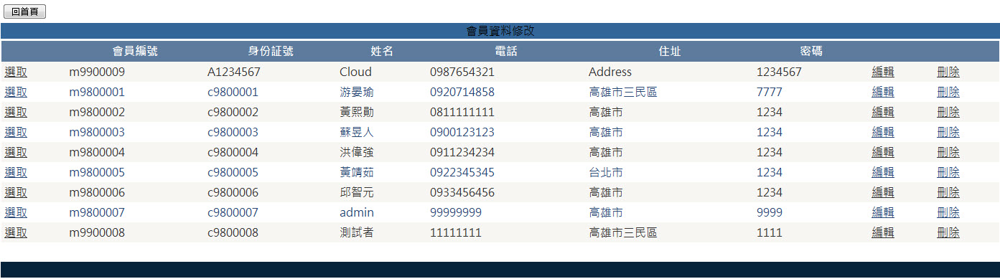 回首頁
會員資料修改
會員編號 身份証號 姓名 電話 住址 密碼
選取 m9900009 A1234567 Cloud 0987654321 Address 1234567 編輯 刪除
選取 m9800001 c9800001 游晏瑜 0920714858 高雄市三民區 7777 編輯 刪除
選取 m9800002 c9800002 黃熙勛 0811111111 高雄市 1234 編輯 刪除
選取 m9800003 c9800003 蘇昱人 0900123123 高雄市 1234 編輯 刪除
選取 m9800004 c9800004 洪偉強 0911234234 高雄市 1234 編輯 刪除
選取 m9800005 c9800005 黃靖茹 0922345345 台北市 1234 編輯 刪除
選取 m9800006 c9800006 邱智元 0933456456 高雄市 1234 編輯 刪除
選取 m9800007 c9800007 admin 99999999 高雄市 9999 編輯 刪除
選取 m9900008 c9800008 測試者 11111111 高雄市三民區 1111 編輯 刪除